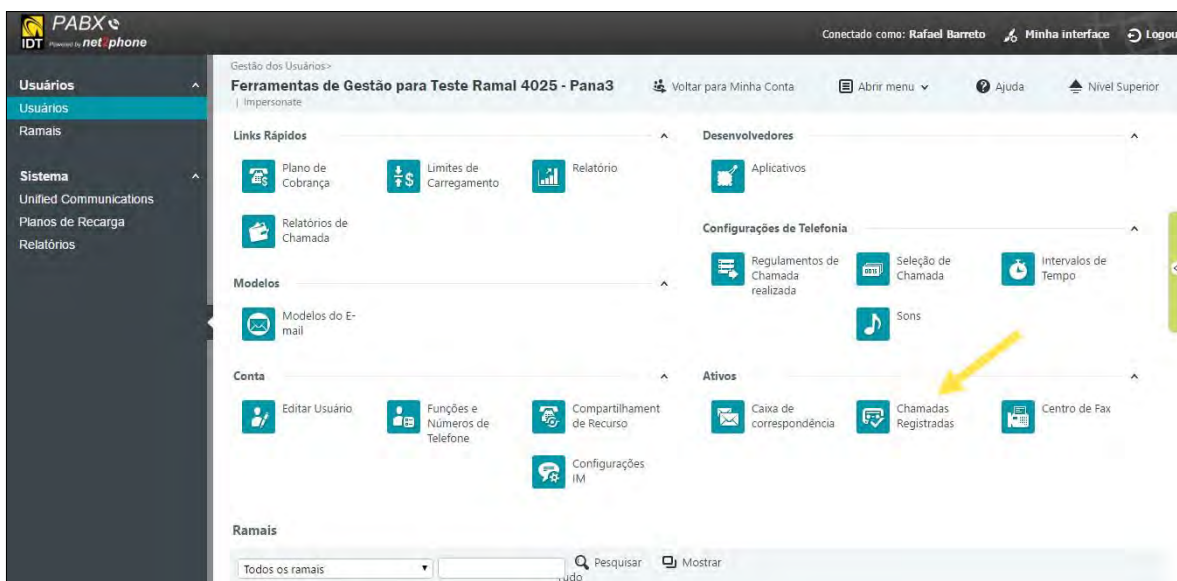 PABX
IDT Powered by net2phone
Conectado como: Rafael Barreto
Minha interface
Logou
Usuários
Usuários
Ramais
Sistema
Unified Communications
Planos de Recarga
Relatórios
Gestão dos Usuários>
Ferramentas de Gestão para Teste Ramal 4025 - Pana3
| Impersonate
Voltar para Minha Conta
Abrir menu
Ajuda
Nível Superior
Links Rápidos
Plano de
Cobrança
Limites de
Carregamento
Relatório
Relatórios de
Chamada
Modelos
Modelos do E-
mail
Conta
Editar Usuário
Funções e
Números de
Telefone
Compartilhament
de Recurso
Configurações
IM
Desenvolvedores
Aplicativos
Configurações de Telefonia
Regulamentos de
Chamada
realizada
Seleção de
Chamada
Intervalos de
Tempo
Sons
Ativos
Caixa de
correspondência
Chamadas
Registradas
Centro de Fax
Ramais
Todos os ramais
Pesquisar
Mostrar
Tudo